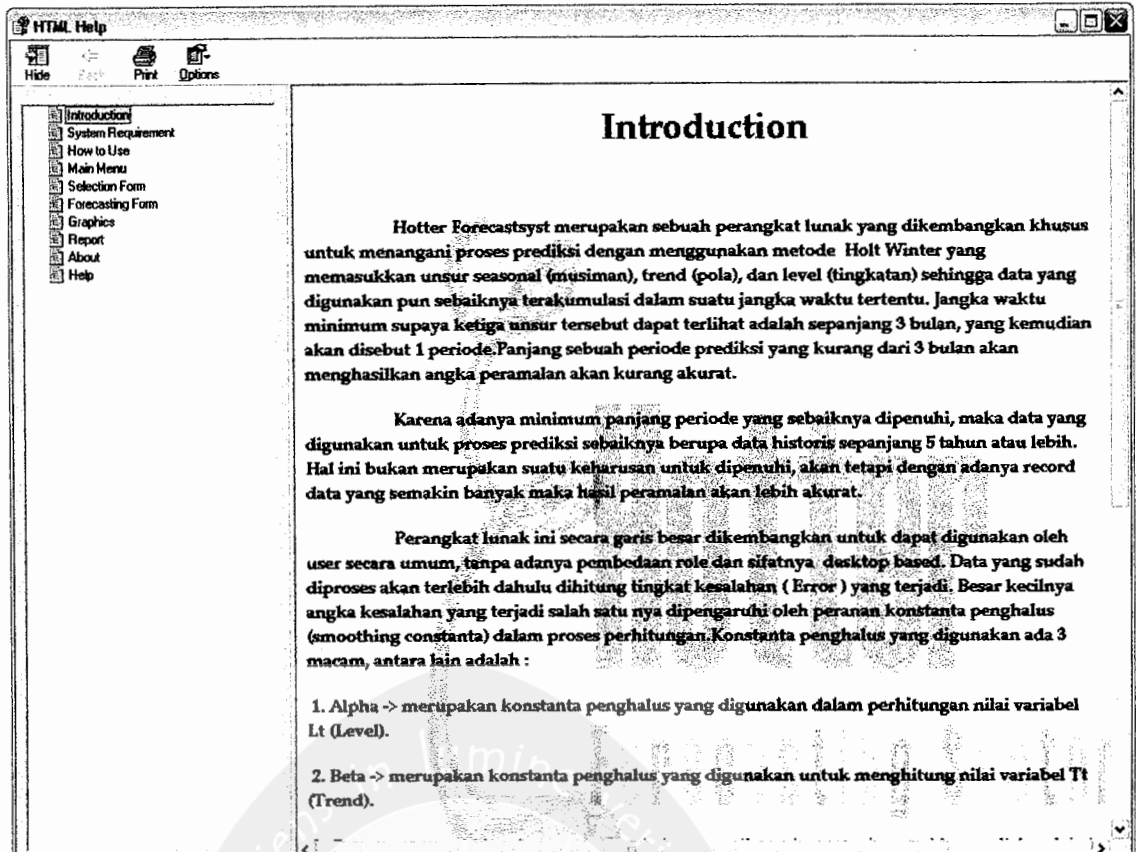 HTML Help
Hide Back Print Options
Introduction
System Requirement
How to Use
Main Menu
Selection Form
Forecasting Form
Graphics
Report
About
Help
Introduction
Hotter Forecastsyst merupakan sebuah perangkat lunak yang dikembangkan khusus
untuk menangani proses prediksi dengan menggunakan metode Holt Winter yang
memasukkan unsur seasonal (musiman), trend (pola), dan level (tingkatan) sehingga data yang
digunakan pun sebaiknya terakumulasi dalam suatu jangka waktu tertentu. Jangka waktu
minimum supaya ketiga unsur tersebut dapat terlihat adalah sepanjang 3 bulan, yang kemudian
akan disebut 1 periode.Panjang sebuah periode prediksi yang kurang dari 3 bulan akan
menghasilkan angka peramalan akan kurang akurat.
Karena adanya minimum panjang periode yang sebaiknya dipenuhi, maka data yang
digunakan untuk proses prediksi sebaiknya berupa data historis sepanjang 5 tahun atau lebih.
Hal ini bukan merupakan suatu keharusan untuk dipenuhi, akan tetapi dengan adanya record
data yang semakin banyak maka hasil peramalan akan lebih akurat.
Perangkat lunak ini secara garis besar dikembangkan untuk dapat digunakan oleh
user secara umum, tanpa adanya pembedaan role dan sifatnya desktop based. Data yang sudah
diproses akan terlebih dahulu dihitung tingkat kesalahan ( Error ) yang terjadi. Besar kecilnya
angka kesalahan yang terjadi salah satu nya dipengaruhi oleh peranan konstanta penghalus
(smoothing constanta) dalam proses perhitungan.Konstanta penghalus yang digunakan ada 3
macam, antara lain adalah :
1. Alpha -> merupakan konstanta penghalus yang digunakan dalam perhitungan nilai variabel
Lt (Level).
2. Beta -> merupakan konstanta penghalus yang digunakan untuk menghitung nilai variabel Tt
(Trend).